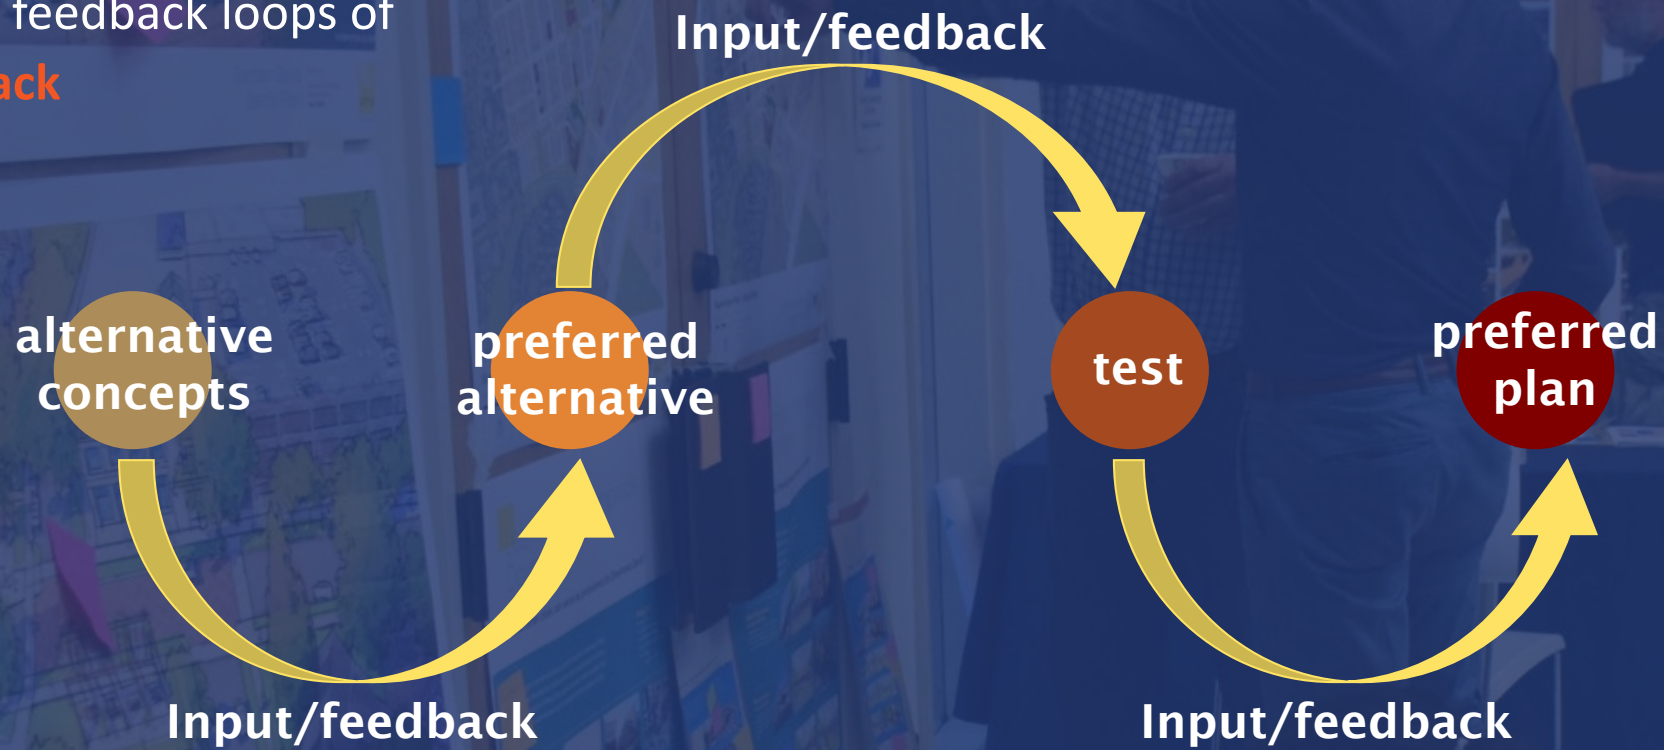 feedback loops of
ack
Input/feedback
alternative
concepts
preferred
alternative
test
preferred
plan
Input/feedback
Input/feedback